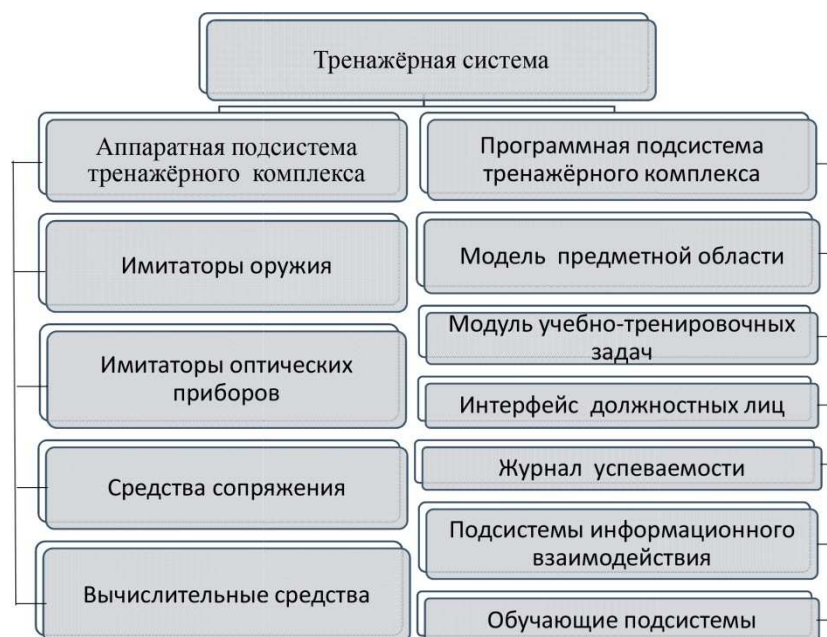 Тренажёрная система
Аппаратная подсистема
тренажёрного комплекса
Имитаторы оружия
Имитаторы оптических
приборов
Средства сопряжения
Вычислительные средства
Программная подсистема
тренажёрного комплекса
Модель предметной области
Модуль учебно-тренировочных
задач
Интерфейс должностных лиц
Журнал успеваемости
Подсистемы информационного
взаимодействия
Обучающие подсистемы